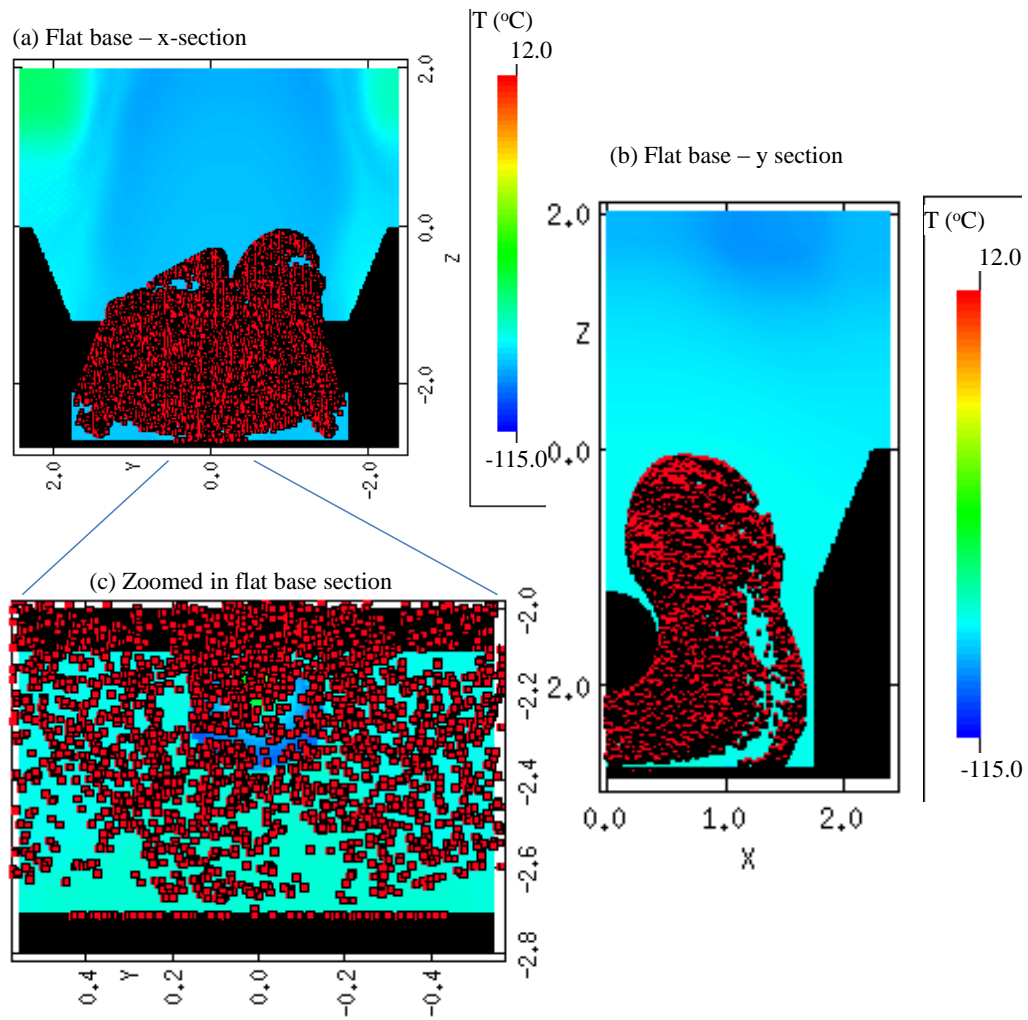 T (°C)
(a) Flat base – x-section
12.0
2.0
0.0
Z
-2.0
-115.0
2.0
Y
0.0
-2.0
(b) Flat base – y section
T (°C)
12.0
2.0
Z
0.0
2.0
-115.0
0.0
1.0
2.0
X
(c) Zoomed in flat base section
-2.0
-2.2
-2.4
-2.6
-2.8
0.4
Y
0.2
0.0
-0.2
-0.4